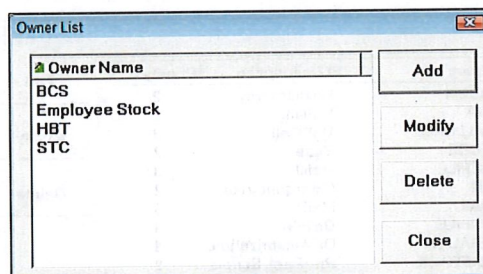 Owner List
Owner Name
BCS
Employee Stock
HBT
STC
Add
Modify
Delete
Close